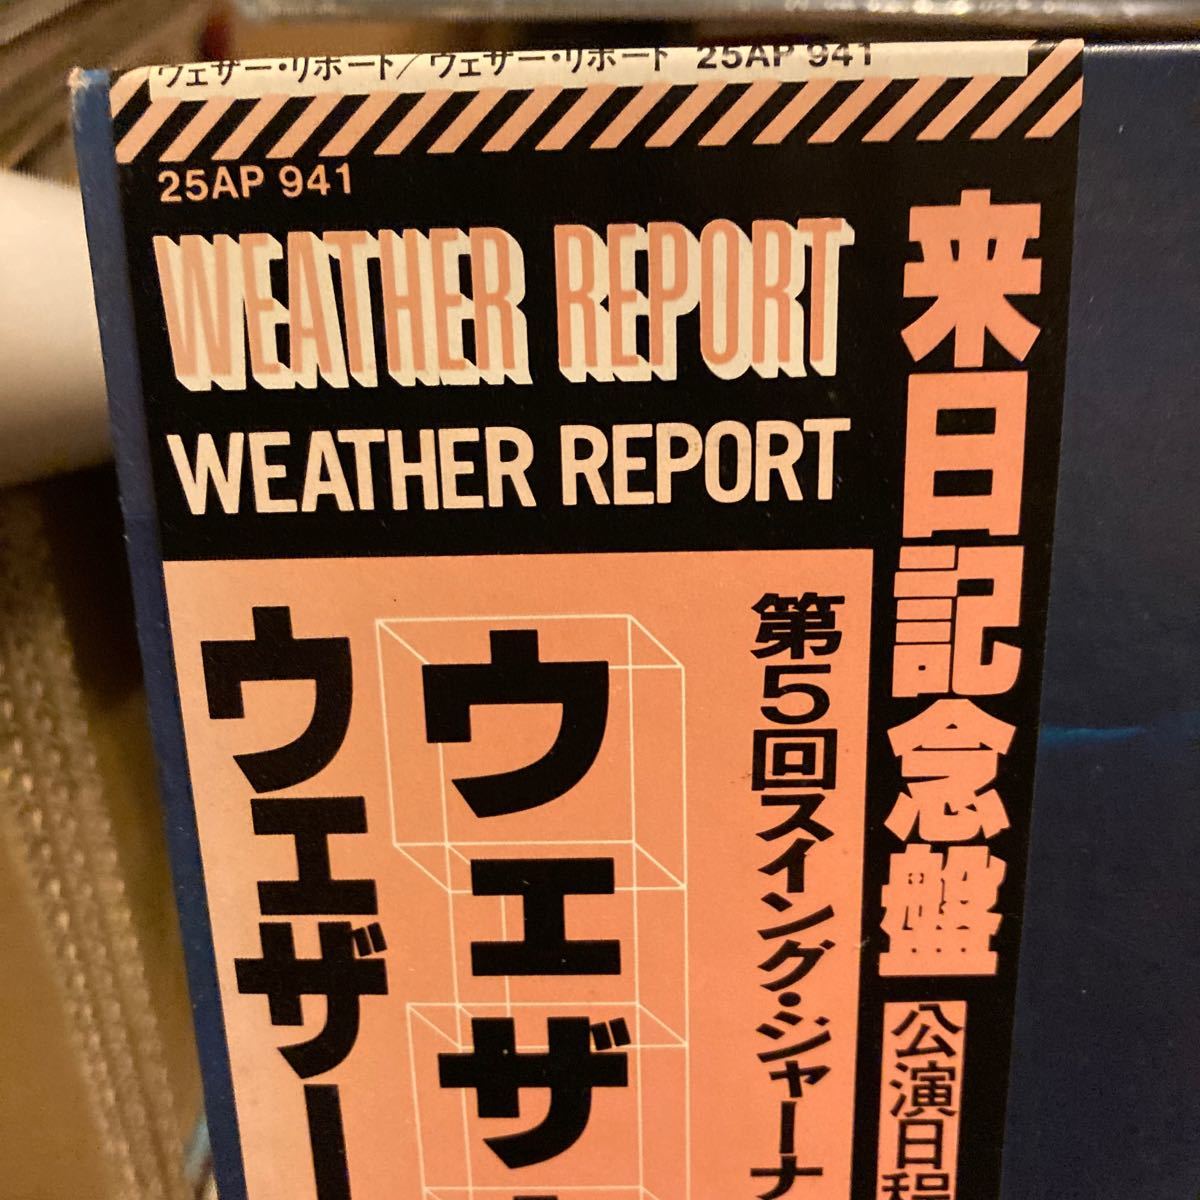 ウェザー・リポート/ウェザー・リポート 25AP 941
25AP 941
WEATHER REPORT
WEATHER REPORT
来日記念盤
公演日程
第5回スイング・ジャーナ
ウェザ
ウェザー